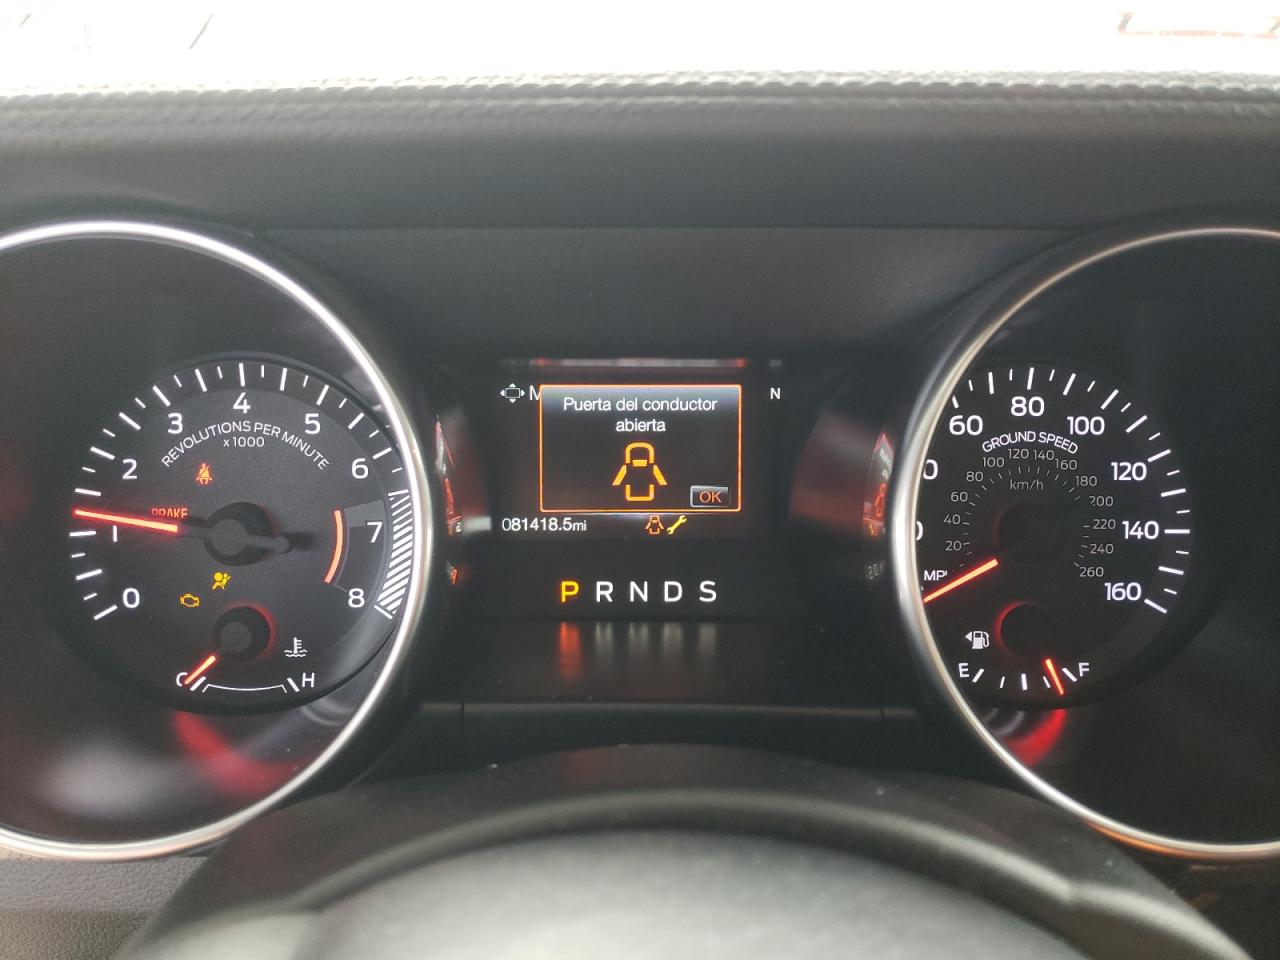 4
3 5
REVOLUTIONS PER MINUTE
x1000
2 6
BRAKE
1 7
0 8
C H
M N
Puerta del conductor
abierta
OK
081418.5mi
P R N D S
60 80 100
GROUND SPEED
100 120 140 160
km/h
80 180
120
60 200
40 220
140
20 240
MPH 260
160
E F